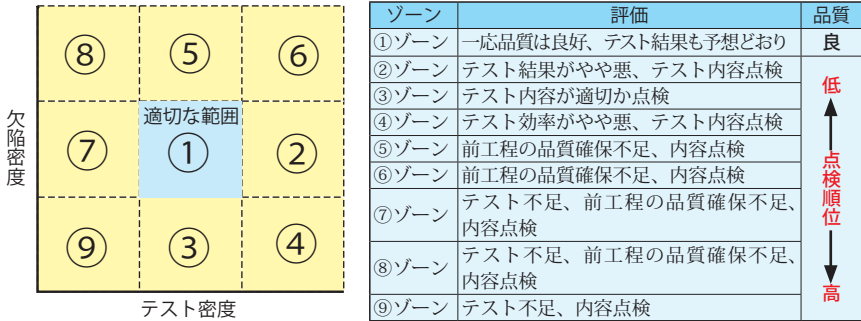 ⑧ ⑤ ⑥
適切な範囲
⑦ ① ②
⑨ ③ ④
欠陥密度
テスト密度
ゾーン 評価 品質
①ゾーン 一応品質は良好、テスト結果も予想どおり 良
②ゾーン テスト結果がやや悪、テスト内容点検
③ゾーン テスト内容が適切か点検
④ゾーン テスト効率がやや悪、テスト内容点検
⑤ゾーン 前工程の品質確保不足、内容点検
⑥ゾーン 前工程の品質確保不足、内容点検
⑦ゾーン テスト不足、前工程の品質確保不足、
内容点検
⑧ゾーン テスト不足、前工程の品質確保不足、
内容点検
⑨ゾーン テスト不足、内容点検
低
点検順位
高